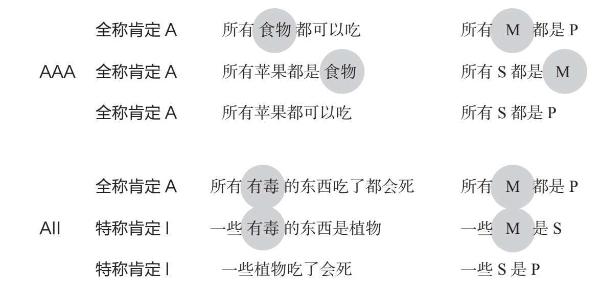 全称肯定 A 所有 食物 都可以吃 所有 M 都是 P
AAA 全称肯定 A 所有苹果都是 食物 所有 S 都是 M
全称肯定 A 所有苹果都可以吃 所有 S 都是 P
全称肯定 A 所有 有毒 的东西吃了都会死 所有 M 都是 P
AII 特称肯定 I 一些 有毒 的东西是植物 一些 M 是 S
特称肯定 I 一些植物吃了会死 一些 S 是 P